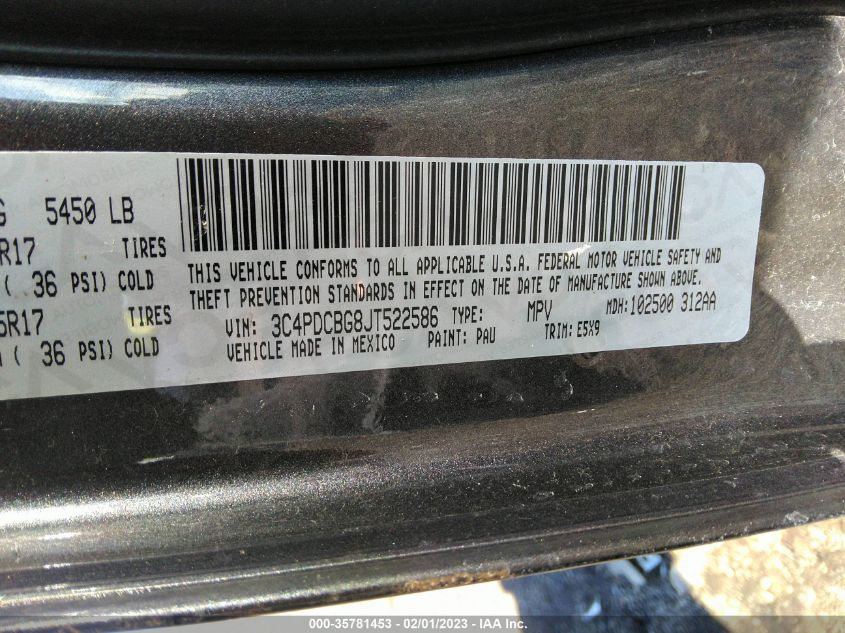 5450 LB
R17 TIRES
( 36 PSI) COLD
5R17 TIRES
( 36 PSI) COLD
THIS VEHICLE CONFORMS TO ALL APPLICABLE U.S.A. FEDERAL MOTOR VEHICLE SAFETY AND
THEFT PREVENTION STANDARDS IN EFFECT ON THE DATE OF MANUFACTURE SHOWN ABOVE.
VIN: 3C4PDCBG8JT522586 TYPE: MPV MDH: 102500 312AA
VEHICLE MADE IN MEXICO PAINT: PAU TRIM: E5X9
000-35781453 - 02/01/2023 - IAA Inc.